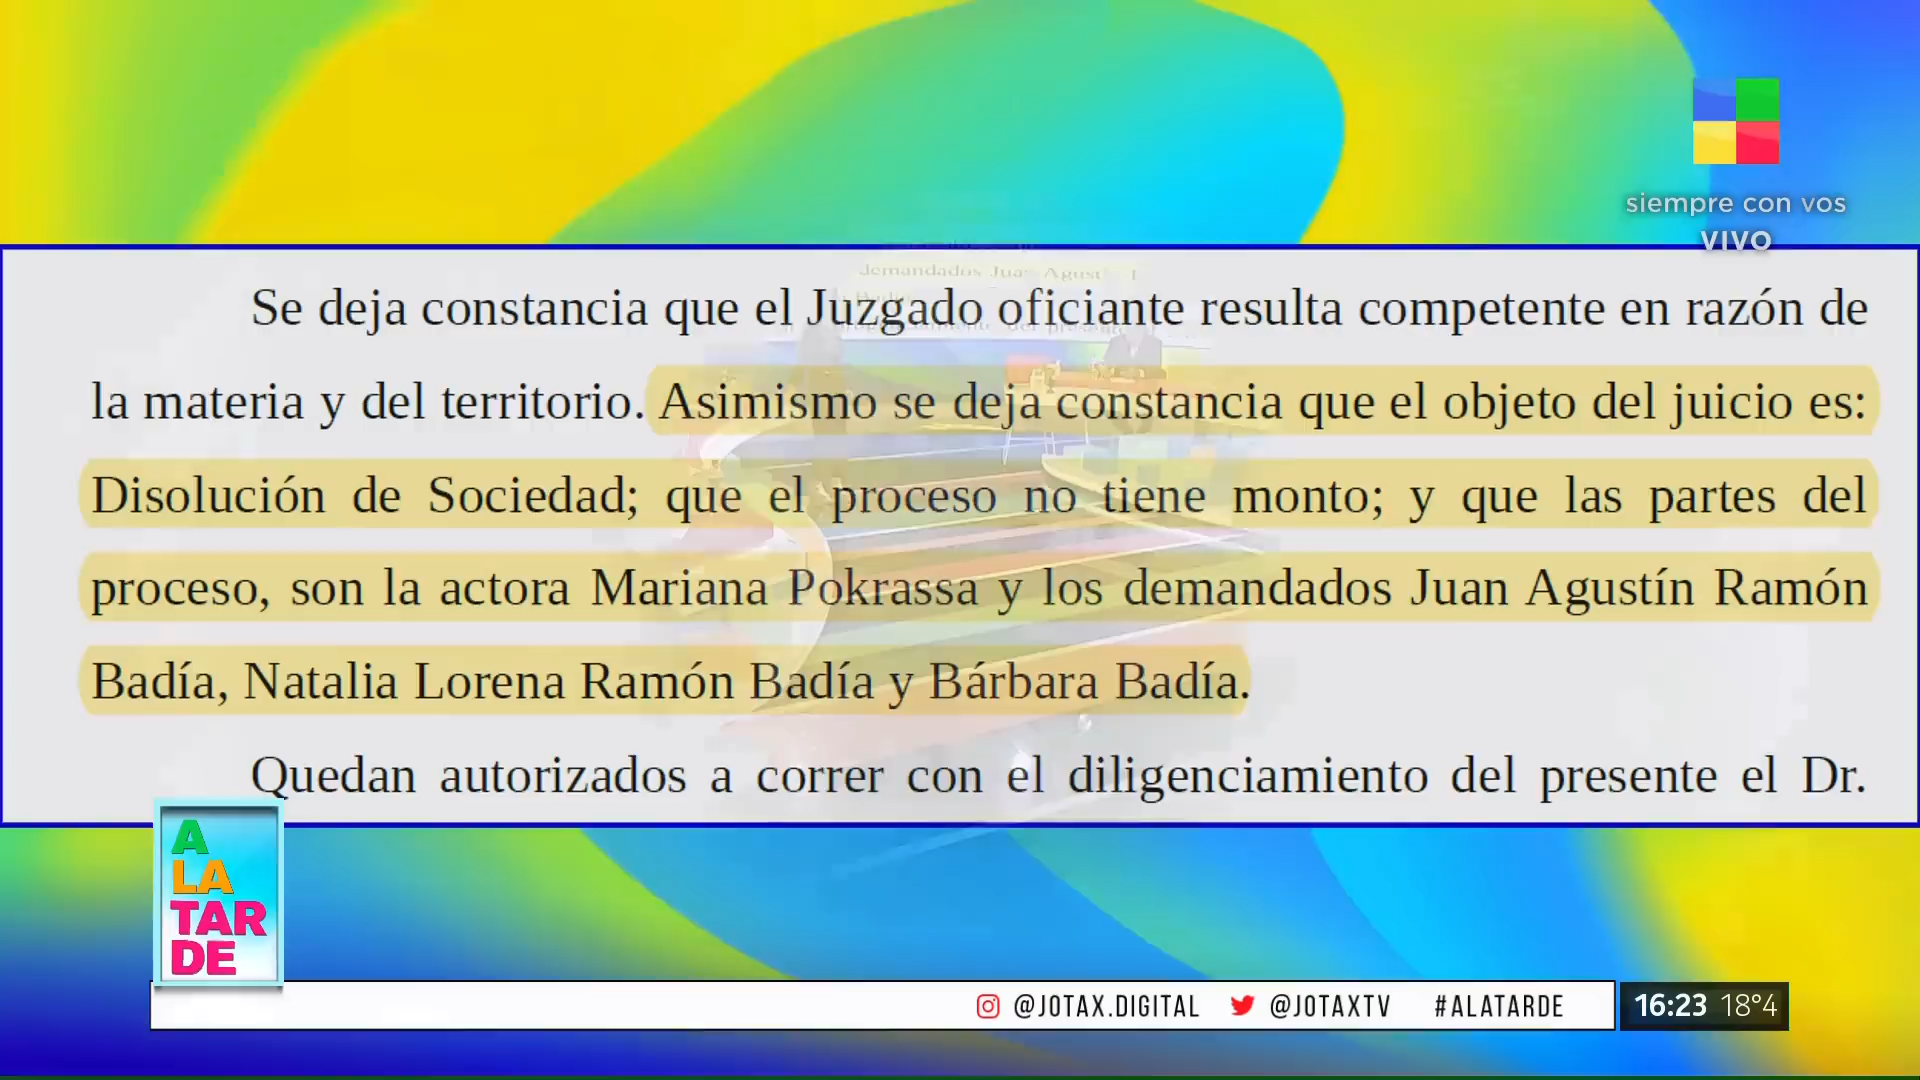 siempre con vos
VIVO
Se deja constancia que el Juzgado oficiante resulta competente en razón de
la materia y del territorio. Asimismo se deja constancia que el objeto del juicio es:
Disolución de Sociedad; que el proceso no tiene monto; y que las partes del
proceso, son la actora Mariana Pokrassa y los demandados Juan Agustín Ramón
Badía, Natalia Lorena Ramón Badía y Bárbara Badía.
Quedan autorizados a correr con el diligenciamiento del presente el Dr.
A
LA
TAR
DE
@JOTAX.DIGITAL @JOTAXTV #ALATARDE
16:23 18°4